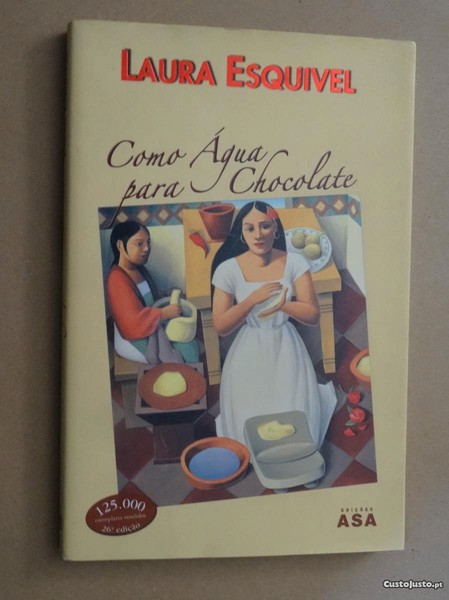 LAURA ESQUIVEL
Como Água
para Chocolate
125.000
exemplares vendidos
26ª edição
EDIÇÕES
ASA
CustoJusto.pt